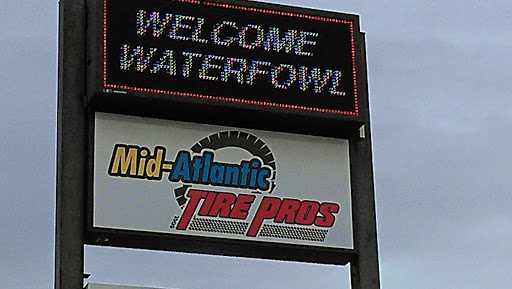 WELCOME
WATERFOWL
Mid-Atlantic
TIRE PROS